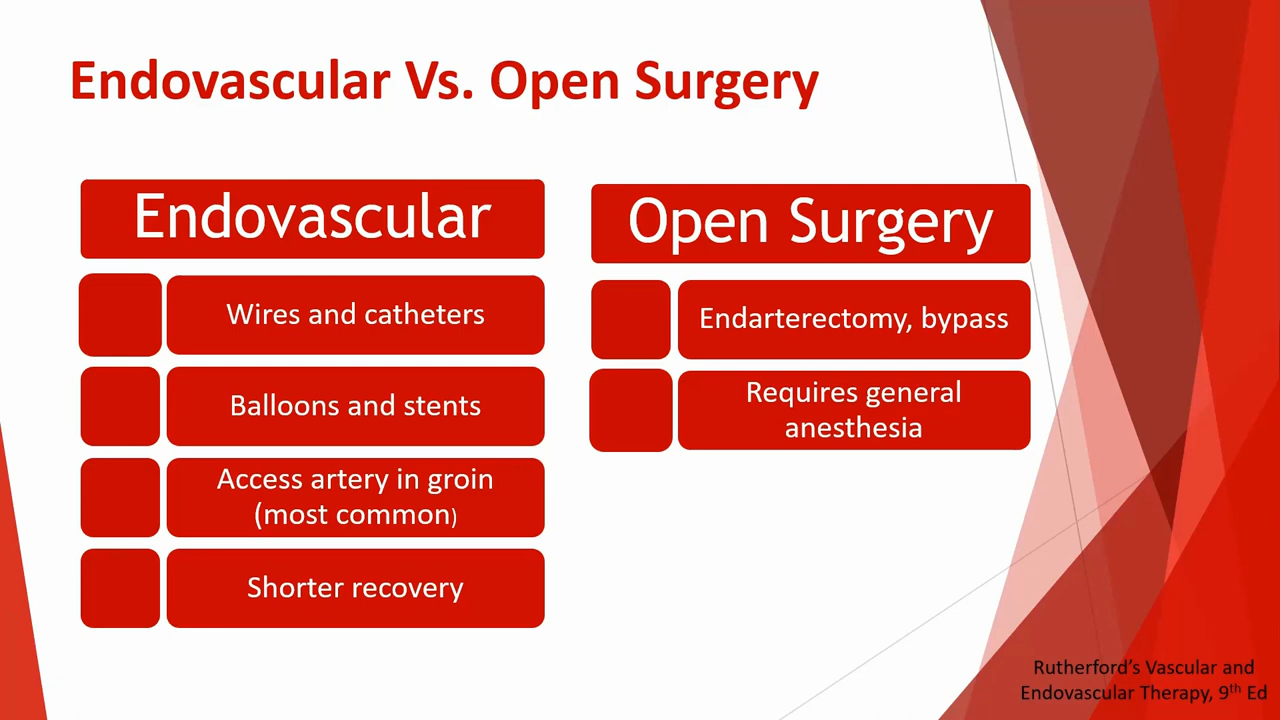 Endovascular Vs. Open Surgery
Endovascular
Wires and catheters
Balloons and stents
Access artery in groin
(most common)
Shorter recovery
Open Surgery
Endarterectomy, bypass
Requires general
anesthesia
Rutherford’s Vascular and
Endovascular Therapy, 9th Ed